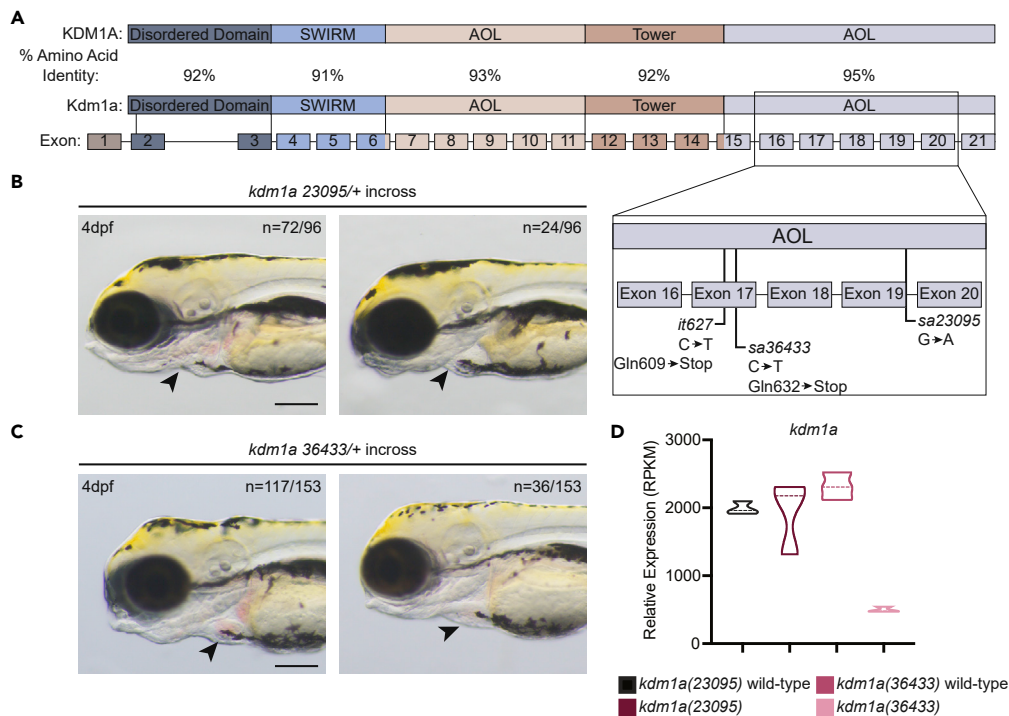 A
KDM1A: Disordered Domain SWIRM AOL Tower AOL
% Amino Acid
Identity: 92% 91% 93% 92% 95%
Kdm1a: Disordered Domain SWIRM AOL Tower AOL
Exon: 1 2 3 4 5 6 7 8 9 10 11 12 13 14 15 16 17 18 19 20 21
AOL
Exon 16 Exon 17 Exon 18 Exon 19 Exon 20
it627
C→T
Gln609→Stop
sa36433
C→T
Gln632→Stop
sa23095
G→A
B
kdm1a 23095/+ incross
4dpf n=72/96
n=24/96
C
kdm1a 36433/+ incross
4dpf n=117/153
n=36/153
D
kdm1a
Relative Expression (RPKM)
3000
2000
1000
0
kdm1a(23095) wild-type
kdm1a(36433) wild-type
kdm1a(23095)
kdm1a(36433)